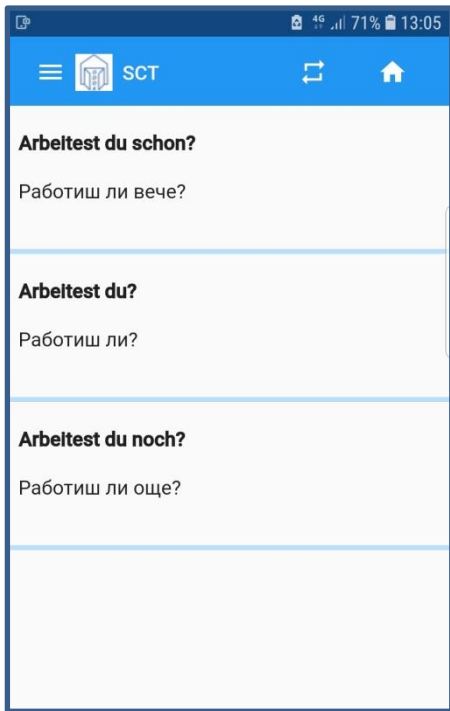 4G 71% 13:05
SCT
Arbeitest du schon?
Работиш ли вече?
Arbeitest du?
Работиш ли?
Arbeitest du noch?
Работиш ли още?